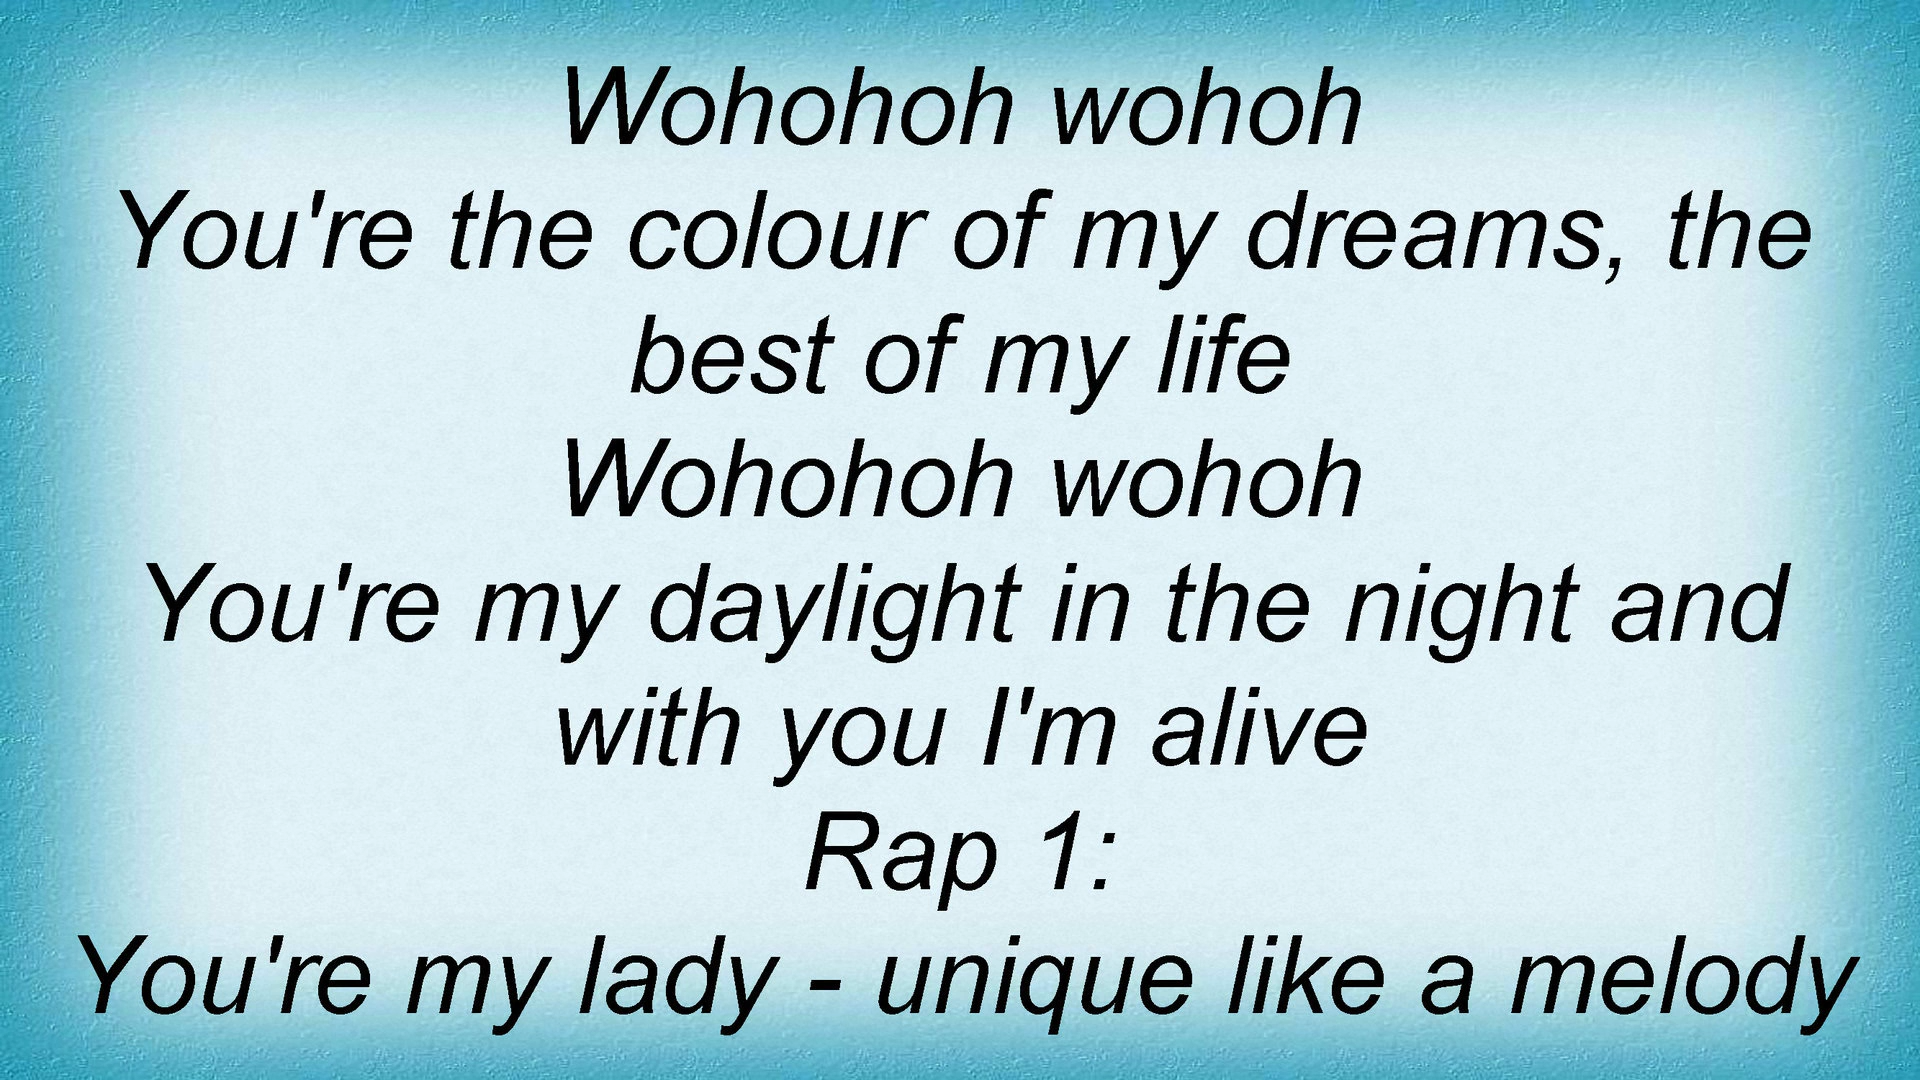 Wohohoh wohoh
You're the colour of my dreams, the
best of my life
Wohohoh wohoh
You're my daylight in the night and
with you I'm alive
Rap 1:
You're my lady - unique like a melody